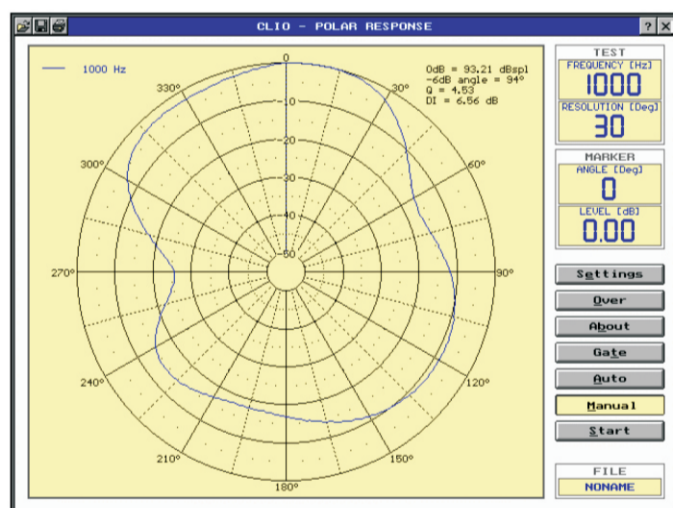 CLIO - POLAR RESPONSE
? X
1000 Hz
0dB = 93.21 dBspl
-6dB angle = 94°
Q = 4.53
DI = 6.56 dB
0
-10
-20
-30
-40
-50
30°
60°
90°
120°
150°
180°
210°
240°
270°
300°
330°
TEST
FREQUENCY [Hz]
1000
RESOLUTION [Deg]
30
MARKER
ANGLE [Deg]
0
LEVEL [dB]
0.00
Settings
Over
About
Gate
Auto
Manual
Start
FILE
NONAME